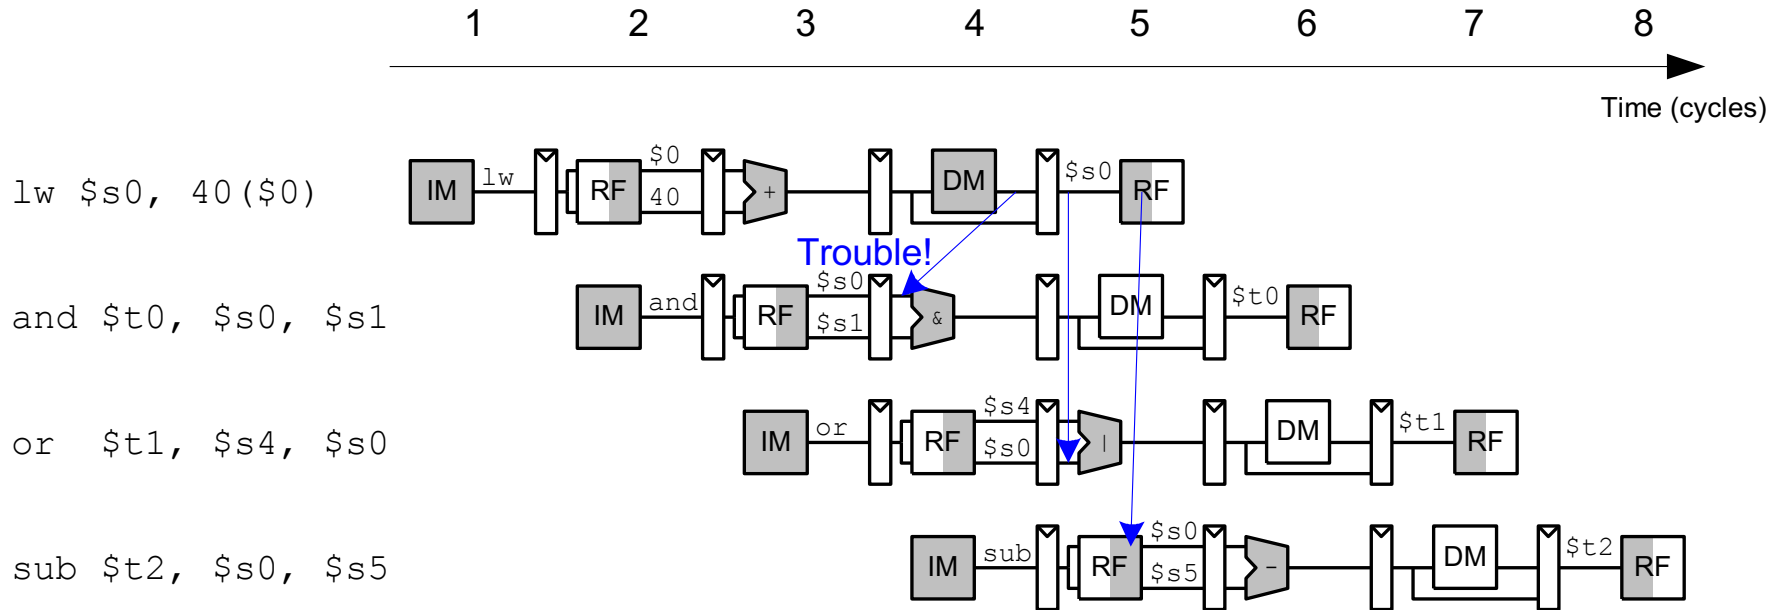 1 2 3 4 5 6 7 8
Time (cycles)
lw $s0, 40($0) IM lw RF $0 40 + DM $s0 RF
Trouble!
and $t0, $s0, $s1 IM and RF $s0 $s1 & DM $t0 RF
or $t1, $s4, $s0 IM or RF $s4 $s0 | DM $t1 RF
sub $t2, $s0, $s5 IM sub RF $s0 $s5 - DM $t2 RF